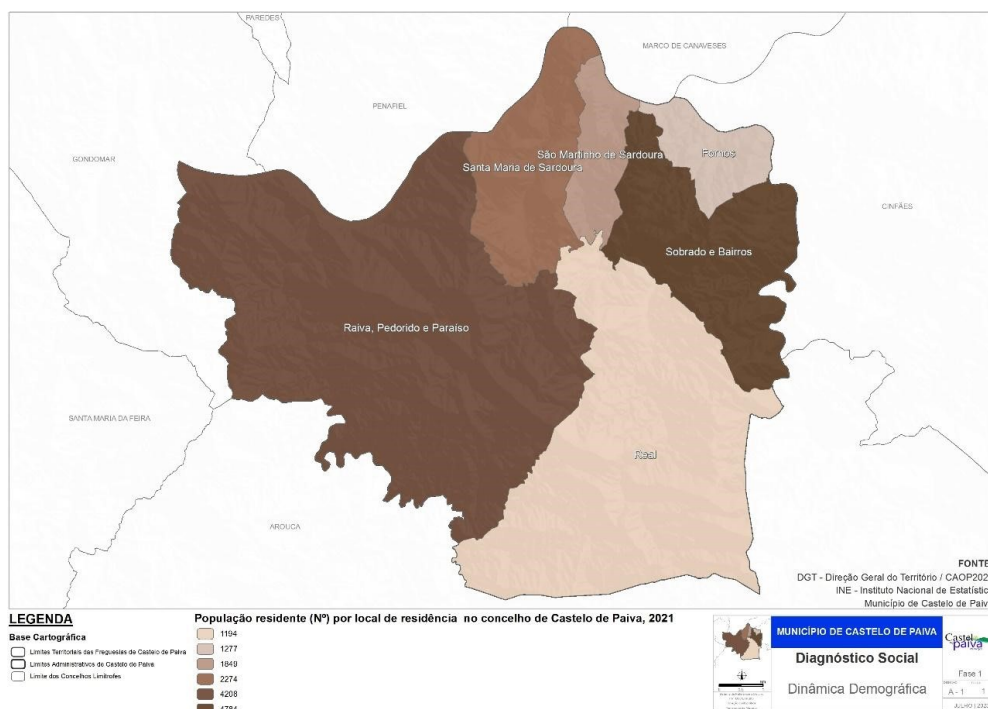 PAREDES
MARCO DE CANAVESES
PENAFIEL
GONDOMAR
São Martinho de Sardoura
Fornos
Santa Maria de Sardoura
CINFÃES
Sobrado e Bairros
Raiva, Pedorido e Paraíso
SANTA MARIA DA FEIRA
Real
AROUCA
FONTE
DGT - Direção Geral do Território / CAOP202
INE - Instituto Nacional de Estatístic
Município de Castelo de Paiv
LEGENDA
Base Cartográfica
Limites Territoriais das Freguesias de Castelo de Paiva
Limites Administrativos de Castelo de Paiva
Limite dos Concelhos Limítrofes
População residente (Nº) por local de residência no concelho de Castelo de Paiva, 2021
1194
1277
1849
2274
4208
4784
MUNICÍPIO DE CASTELO DE PAIVA
Diagnóstico Social
Dinâmica Demográfica
Castel
paiva
Fase 1
A - 1
1